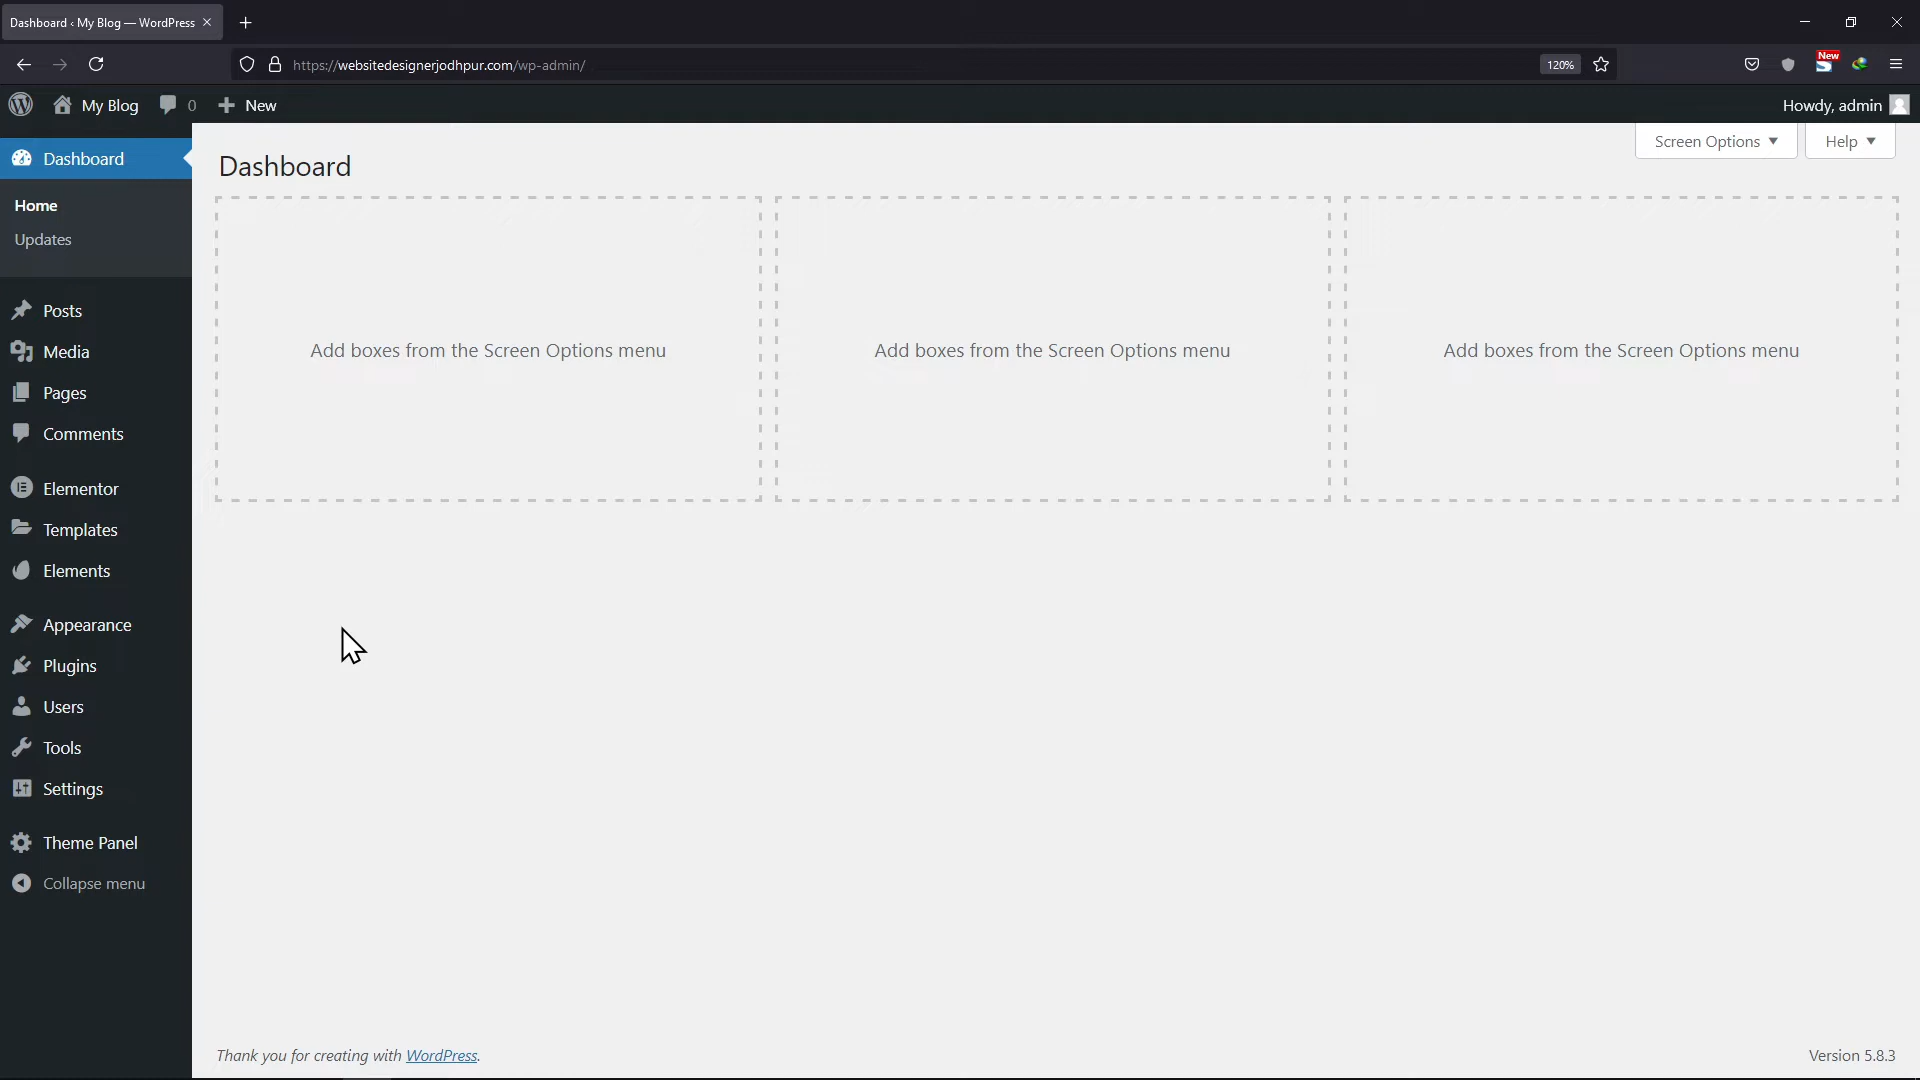 Dashboard ‹ My Blog — WordPress
https://websitedesignerjodhpur.com/wp-admin/
120%
New
My Blog
0
New
Howdy, admin
Dashboard
Home
Updates
Posts
Media
Pages
Comments
Elementor
Templates
Elements
Appearance
Plugins
Users
Tools
Settings
Theme Panel
Collapse menu
Screen Options
Help
Dashboard
Add boxes from the Screen Options menu
Add boxes from the Screen Options menu
Add boxes from the Screen Options menu
Thank you for creating with WordPress.
Version 5.8.3